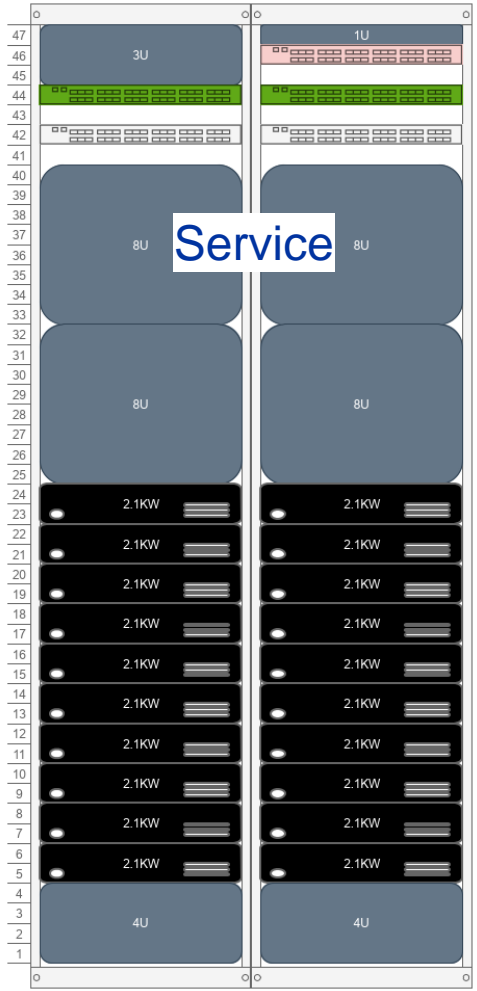 47
1U
46
3U
45
44
43
42
41
40
39
38
37
8U
Service
8U
36
35
34
33
32
31
30
29
8U
8U
28
27
26
25
24
2.1KW
2.1KW
23
22
2.1KW
2.1KW
21
20
2.1KW
2.1KW
19
18
2.1KW
2.1KW
17
16
2.1KW
2.1KW
15
14
2.1KW
2.1KW
13
12
2.1KW
2.1KW
11
10
2.1KW
2.1KW
9
8
2.1KW
2.1KW
7
6
2.1KW
2.1KW
5
4
3
4U
4U
2
1